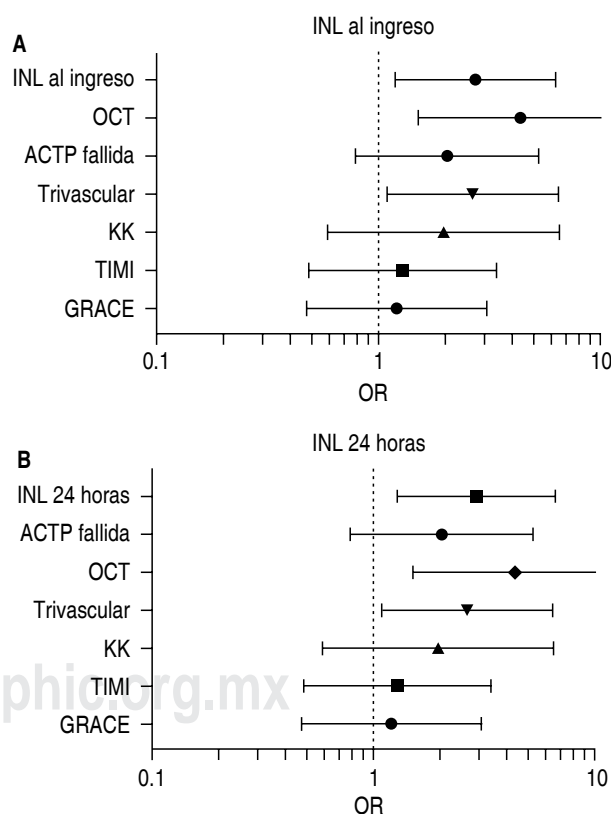 A
INL al ingreso
INL al ingreso
OCT
ACTP fallida
Trivascular
KK
TIMI
GRACE
0.1 1 10
OR
B
INL 24 horas
INL 24 horas
ACTP fallida
OCT
Trivascular
KK
TIMI
GRACE
phic.org.mx
0.1 1 10
OR